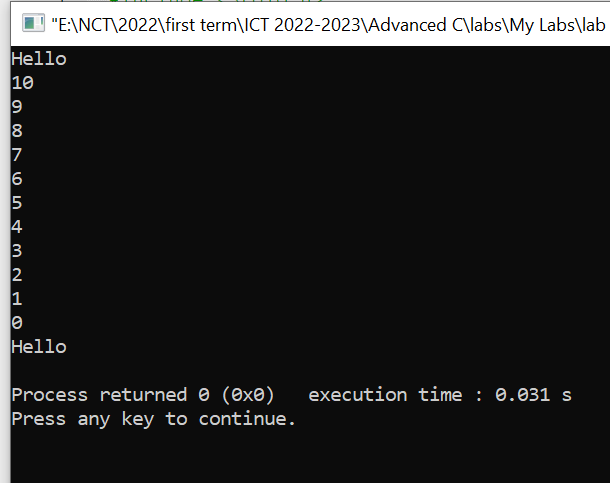 "E:\NCT\2022\first term\ICT 2022-2023\Advanced C\labs\My Labs\lab
Hello
10
9
8
7
6
5
4
3
2
1
0
Hello
Process returned 0 (0x0)   execution time : 0.031 s
Press any key to continue.